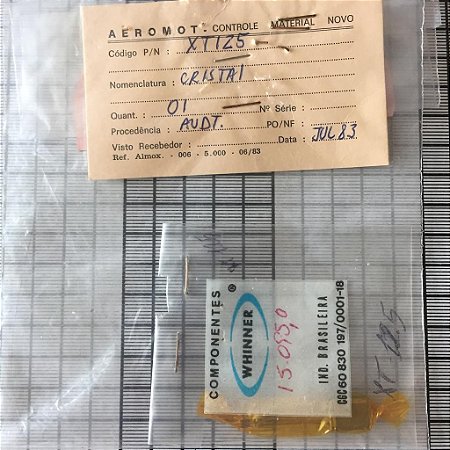 AEROMOT - CONTROLE MATERIAL NOVO
Código P/N : XT125
Nomenclatura : CRISTAL
Quant. : 01 Nº Série :
Procedência : AUDT. PO/NF :
Visto Recebedor : Data : JUL 83
Ref. Almox. - 006 - 5.000 - 06/83
COMPONENTES
WHINNER ®
15.095,0
IND. BRASILEIRA
CGC 60 830 197/0001-18